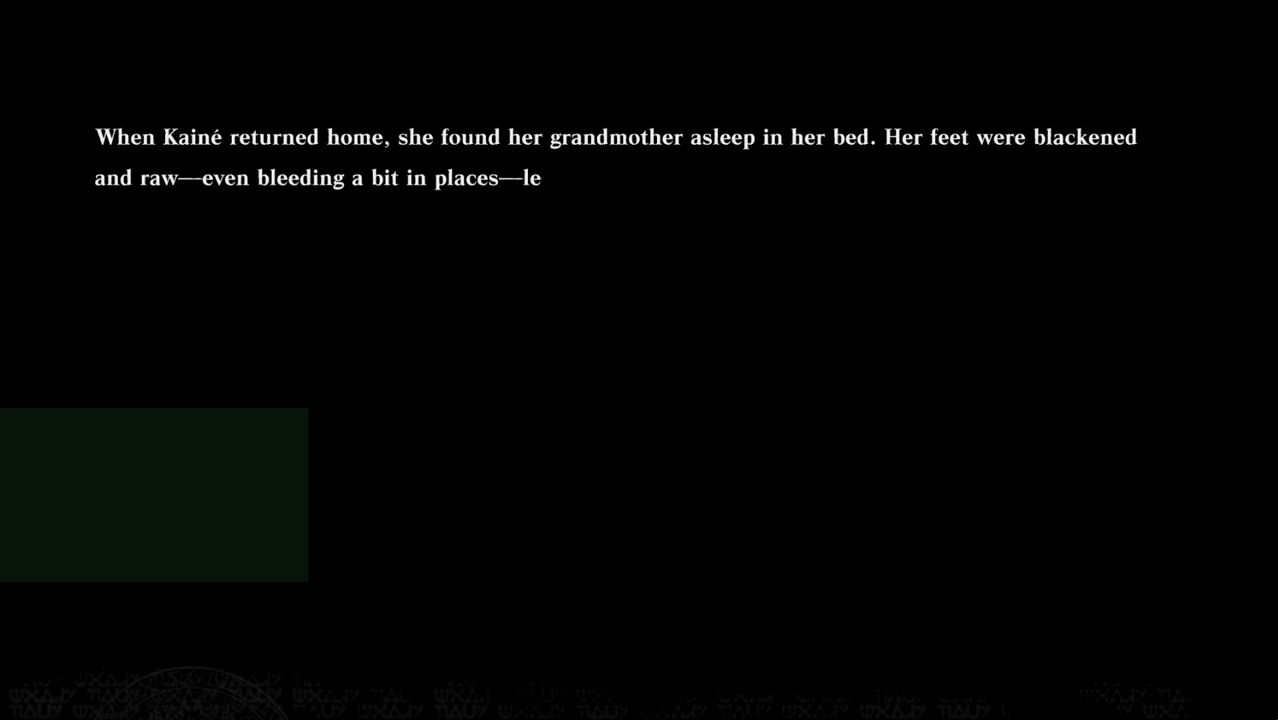 When Kainé returned home, she found her grandmother asleep in her bed. Her feet were blackened
and raw—even bleeding a bit in places—le